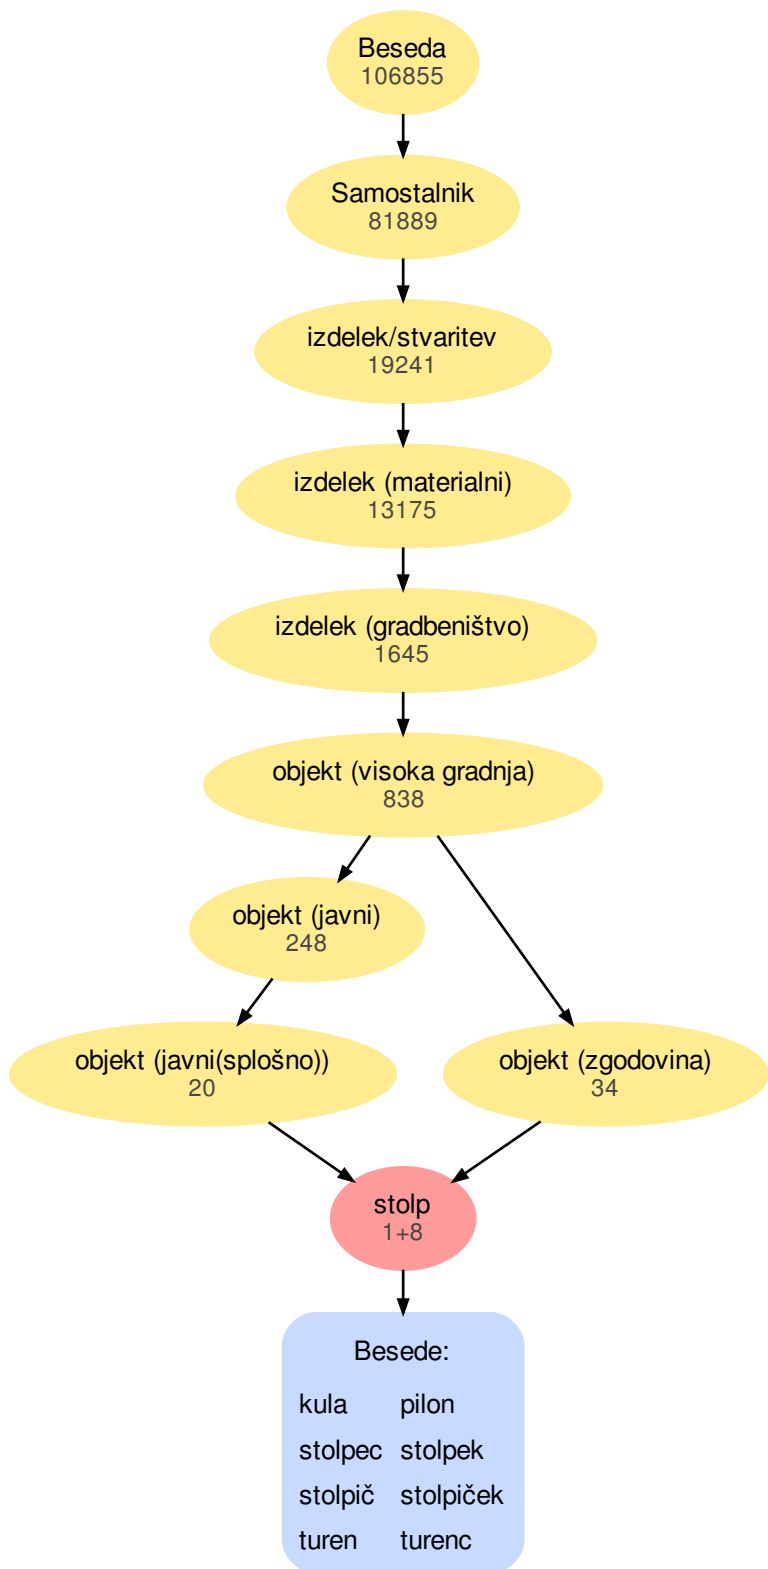 Beseda
106855
Samostalnik
81889
izdelek/stvaritev
19241
izdelek (materialni)
13175
izdelek (gradbeništvo)
1645
objekt (visoka gradnja)
838
objekt (javni)
248
objekt (javni(splošno))
20
objekt (zgodovina)
34
stolp
1+8
Besede:
kula pilon
stolpec stolpek
stolpič stolpiček
turen turenc